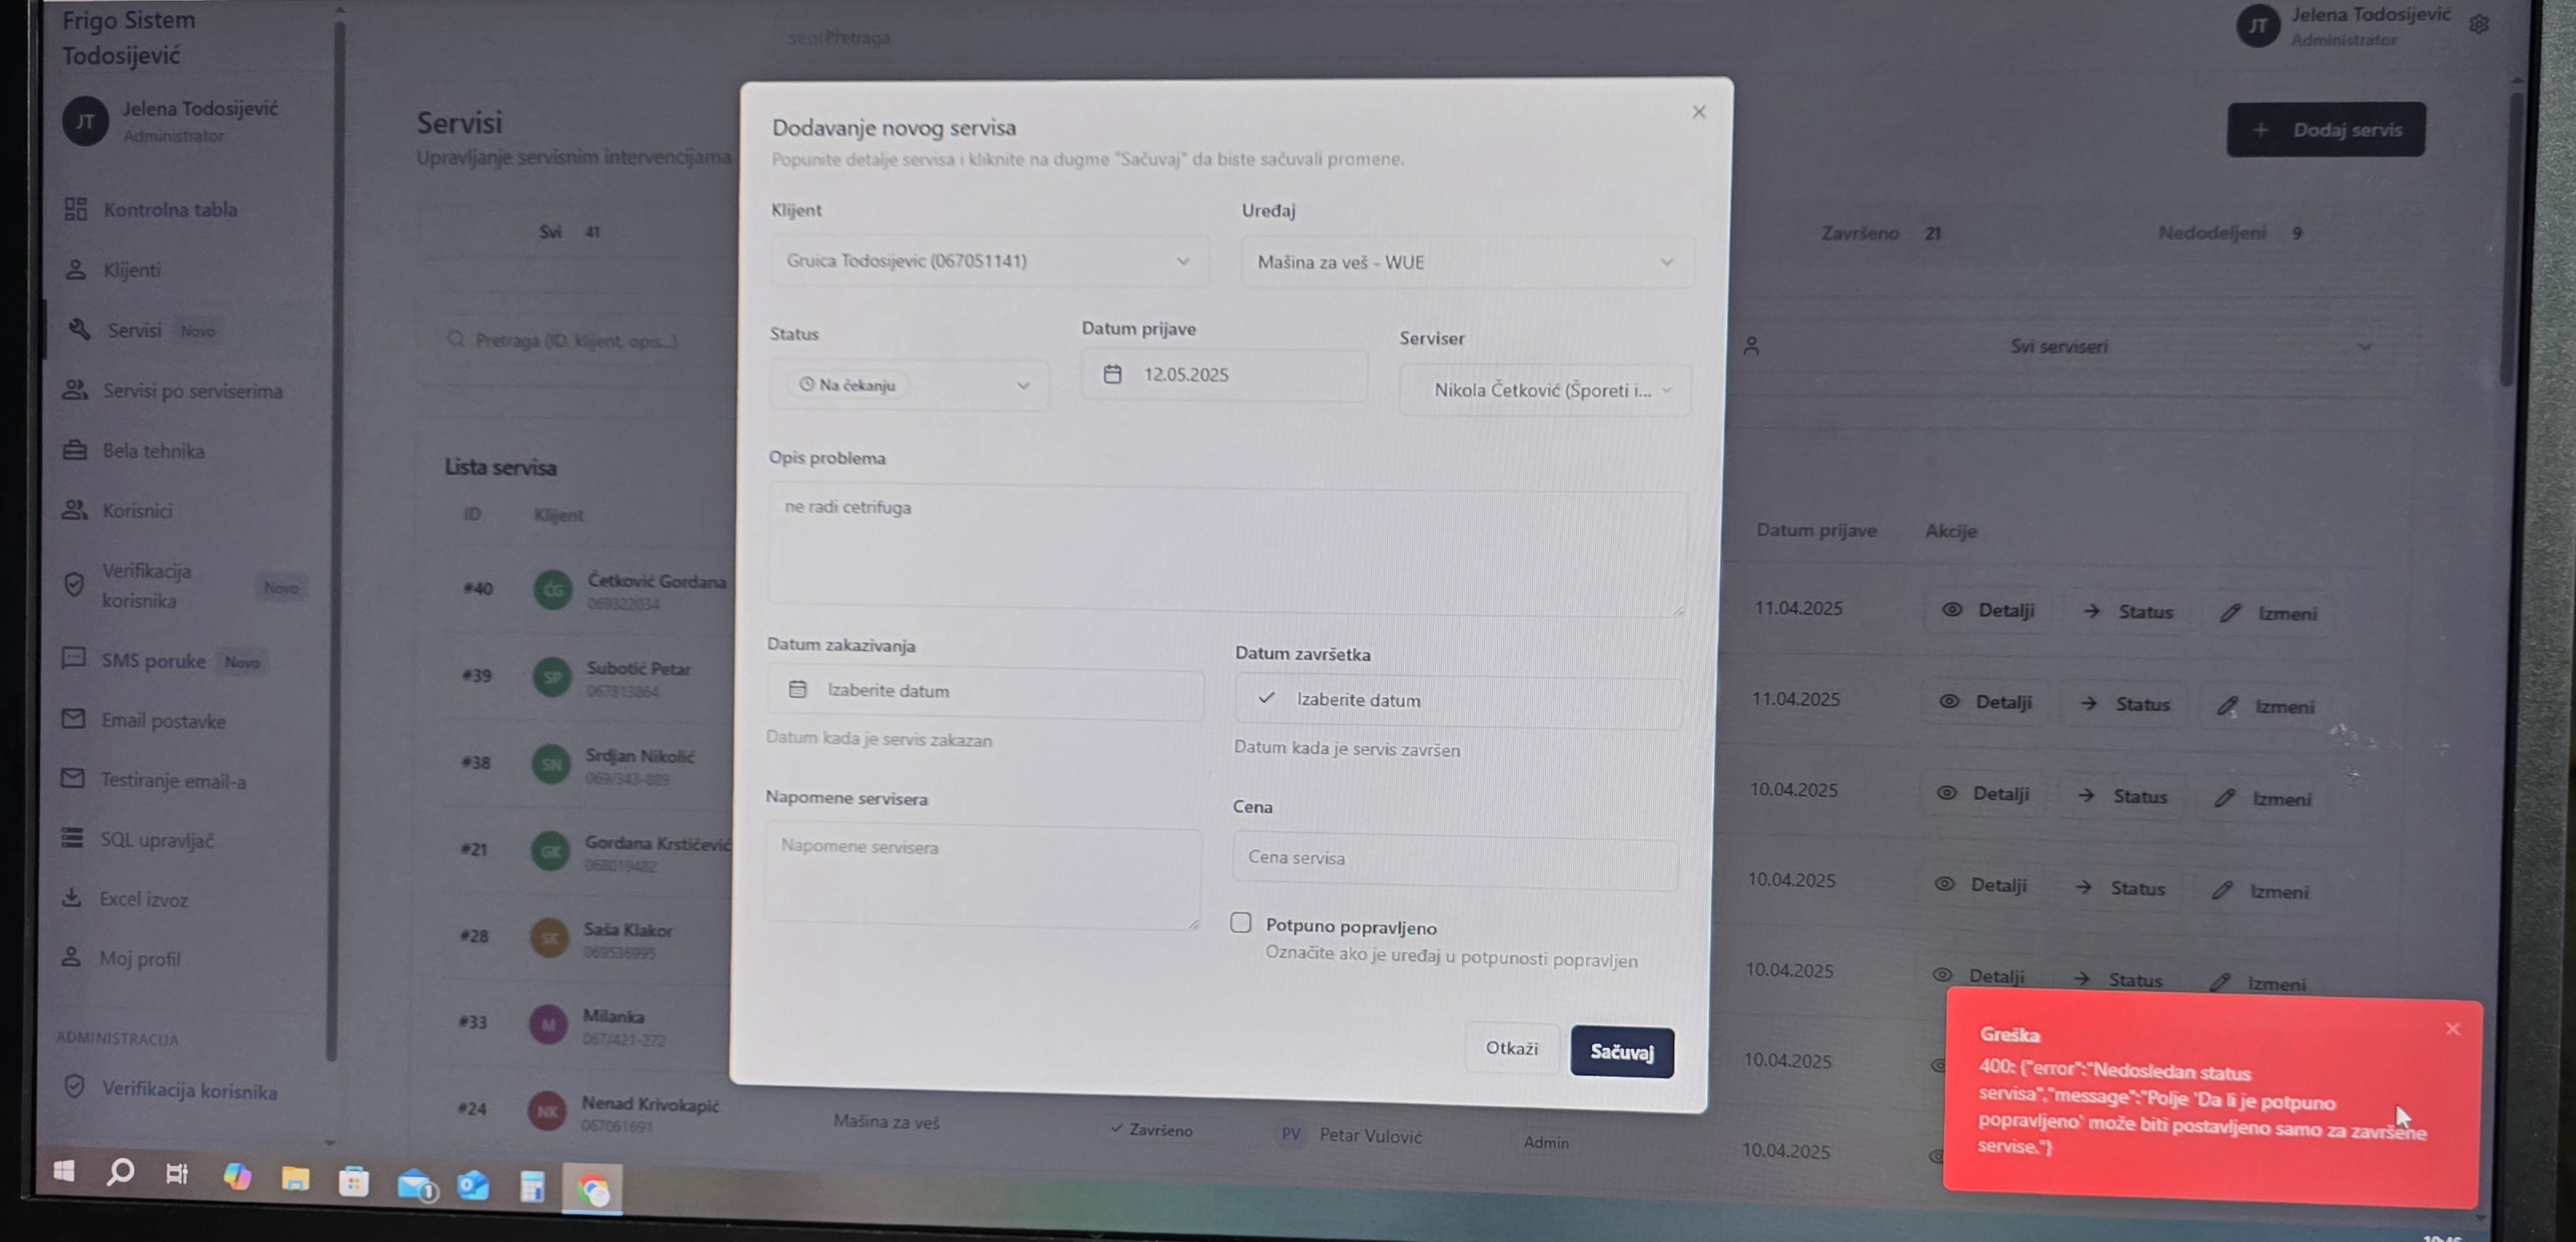 Frigo Sistem
Todosijević
JT
Jelena Todosijević
Administrator
Kontrolna tabla
Klijenti
Servisi Novo
Servisi po serviserima
Bela tehnika
Korisnici
Verifikacija
korisnika
Novo
SMS poruke Novo
Email postavke
Testiranje email-a
SQL upravljač
Excel izvoz
Moj profil
ADMINISTRACIJA
Verifikacija korisnika
Pretraga
JT
Jelena Todosijević
Administrator
Servisi
Upravljanje servisnim intervencijama
+ Dodaj servis
Svi 41
Završeno 21
Nedodeljeni 9
Pretraga (ID, klijent, opis...)
Svi serviseri
Lista servisa
ID Klijent
Datum prijave Akcije
#40 ĆG Ćetković Gordana
069322034
11.04.2025 Detalji Status Izmeni
#39 SP Subotić Petar
067813864
11.04.2025 Detalji Status Izmeni
#38 SN Srdjan Nikolić
069/343-889
10.04.2025 Detalji Status Izmeni
#21 GK Gordana Krstičević
068019482
10.04.2025 Detalji Status Izmeni
#28 SK Saša Klakor
069536995
10.04.2025 Detalji Status Izmeni
#33 M Milanka
067/421-272
10.04.2025
#24 NK Nenad Krivokapić
067061691
Mašina za veš
Završeno
PV Petar Vulović
Admin
10.04.2025
Dodavanje novog servisa
Popunite detalje servisa i kliknite na dugme "Sačuvaj" da biste sačuvali promene.
Klijent
Gruica Todosijevic (067051141)
Uređaj
Mašina za veš - WUE
Status
Na čekanju
Datum prijave
12.05.2025
Serviser
Nikola Četković (Šporeti i...
Opis problema
ne radi cetrifuga
Datum zakazivanja
Izaberite datum
Datum kada je servis zakazan
Datum završetka
Izaberite datum
Datum kada je servis završen
Napomene servisera
Napomene servisera
Cena
Cena servisa
Potpuno popravljeno
Označite ako je uređaj u potpunosti popravljen
Otkaži
Sačuvaj
Greška
400: {"error":"Nedosledan status
servisa","message":"Polje 'Da li je potpuno
popravljeno' može biti postavljeno samo za završene
servise."}